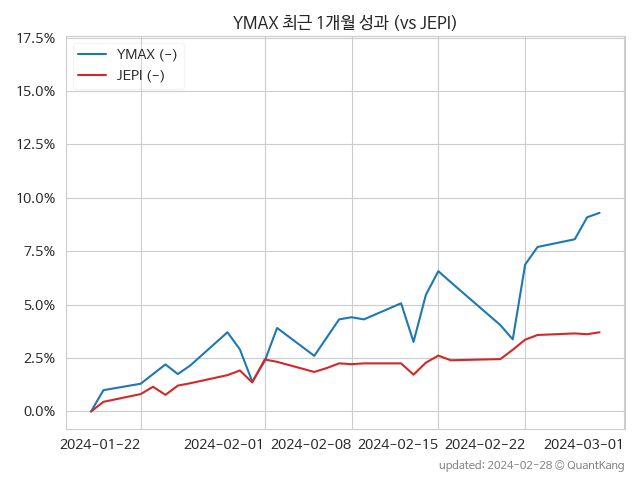 YMAX 최근 1개월 성과 (vs JEPI)
17.5%
15.0%
12.5%
10.0%
7.5%
5.0%
2.5%
0.0%
YMAX (-)
JEPI (-)
2024-01-22 2024-02-01 2024-02-08 2024-02-15 2024-02-22 2024-03-01
updated: 2024-02-28 © QuantKang